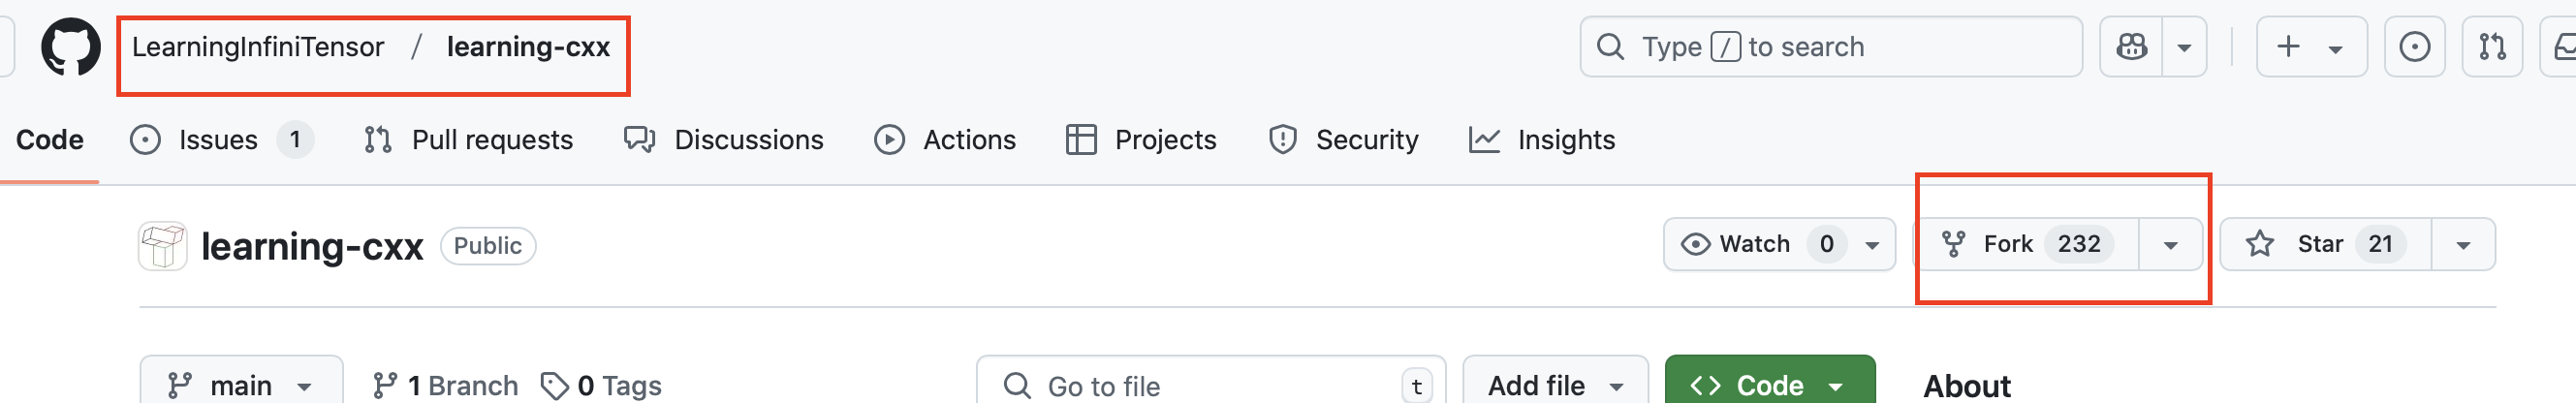 LearningInfiniTensor / learning-cxx Type / to search
Code Issues 1 Pull requests Discussions Actions Projects Security Insights
learning-cxx Public Watch 0 Fork 232 Star 21
main 1 Branch 0 Tags Go to file t Add file <> Code About